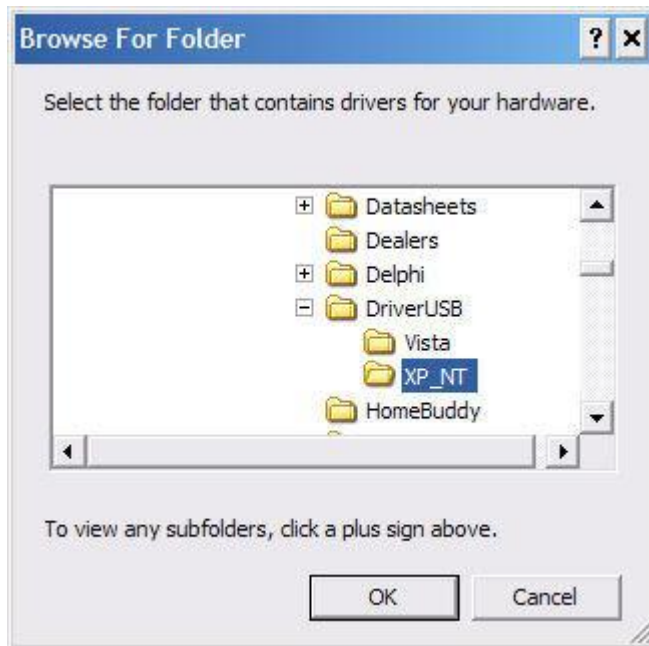 Browse For Folder
Select the folder that contains drivers for your hardware.
Datasheets
Dealers
Delphi
DriverUSB
Vista
XP_NT
HomeBuddy
To view any subfolders, click a plus sign above.
OK Cancel